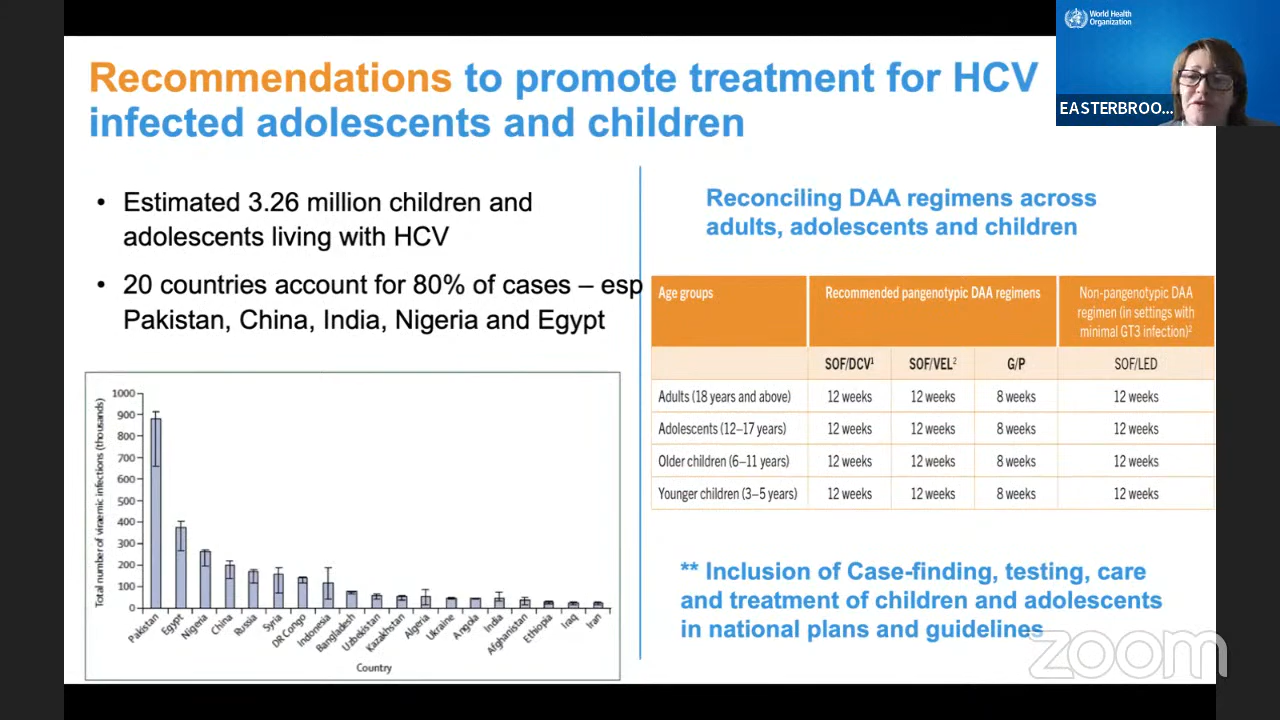 World Health
Organization
EASTERBROO...
Recommendations to promote treatment for HCV
infected adolescents and children
• Estimated 3.26 million children and
adolescents living with HCV
• 20 countries account for 80% of cases – esp
Pakistan, China, India, Nigeria and Egypt
Total number of viraemic infections (thousands)
1000
900
800
700
600
500
400
300
200
100
0
Pakistan
Egypt
Nigeria
China
Russia
Syria
DR Congo
Indonesia
Bangladesh
Uzbekistan
Kazakhstan
Algeria
Ukraine
Angola
India
Afghanistan
Ethiopia
Iraq
Iran
Country
Reconciling DAA regimens across
adults, adolescents and children
Age groups
Recommended pangenotypic DAA regimens
Non-pangenotypic DAA
regimen (in settings with
minimal GT3 infection)²
SOF/DCV¹ SOF/VEL² G/P SOF/LED
Adults (18 years and above) 12 weeks 12 weeks 8 weeks 12 weeks
Adolescents (12–17 years) 12 weeks 12 weeks 8 weeks 12 weeks
Older children (6–11 years) 12 weeks 12 weeks 8 weeks 12 weeks
Younger children (3–5 years) 12 weeks 12 weeks 8 weeks 12 weeks
** Inclusion of Case-finding, testing, care
and treatment of children and adolescents
in national plans and guidelines
zoom